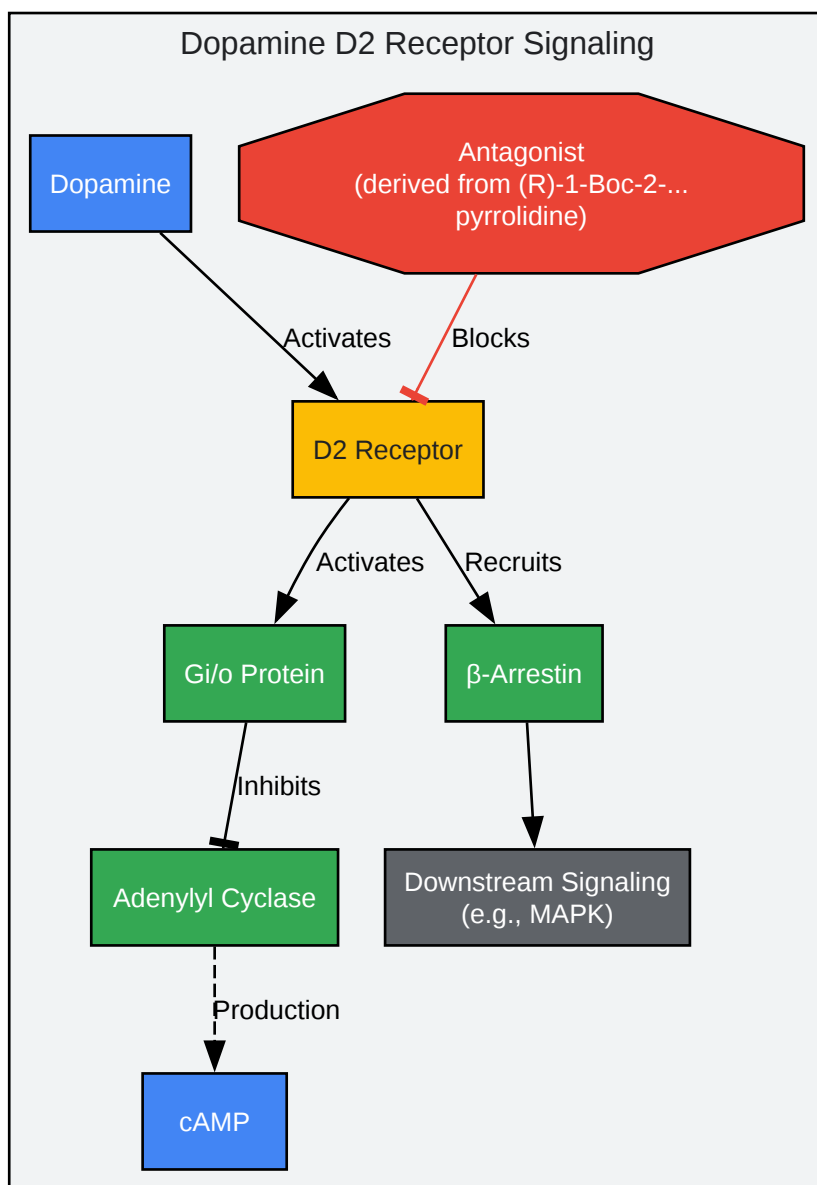 Dopamine D2 Receptor Signaling
Dopamine
Antagonist
(derived from (R)-1-Boc-2-...
pyrrolidine)
Activates
Blocks
D2 Receptor
Activates
Recruits
Gi/o Protein
β-Arrestin
Inhibits
Adenylyl Cyclase
Downstream Signaling
(e.g., MAPK)
Production
cAMP